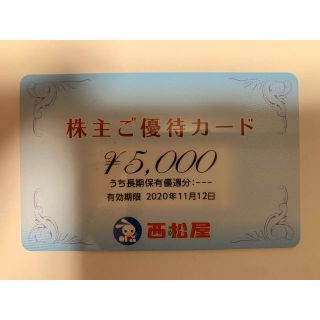 株主ご優待カード
¥5,000
うち長期保有優遇分:---
有効期限 2020年11月12日
西松屋